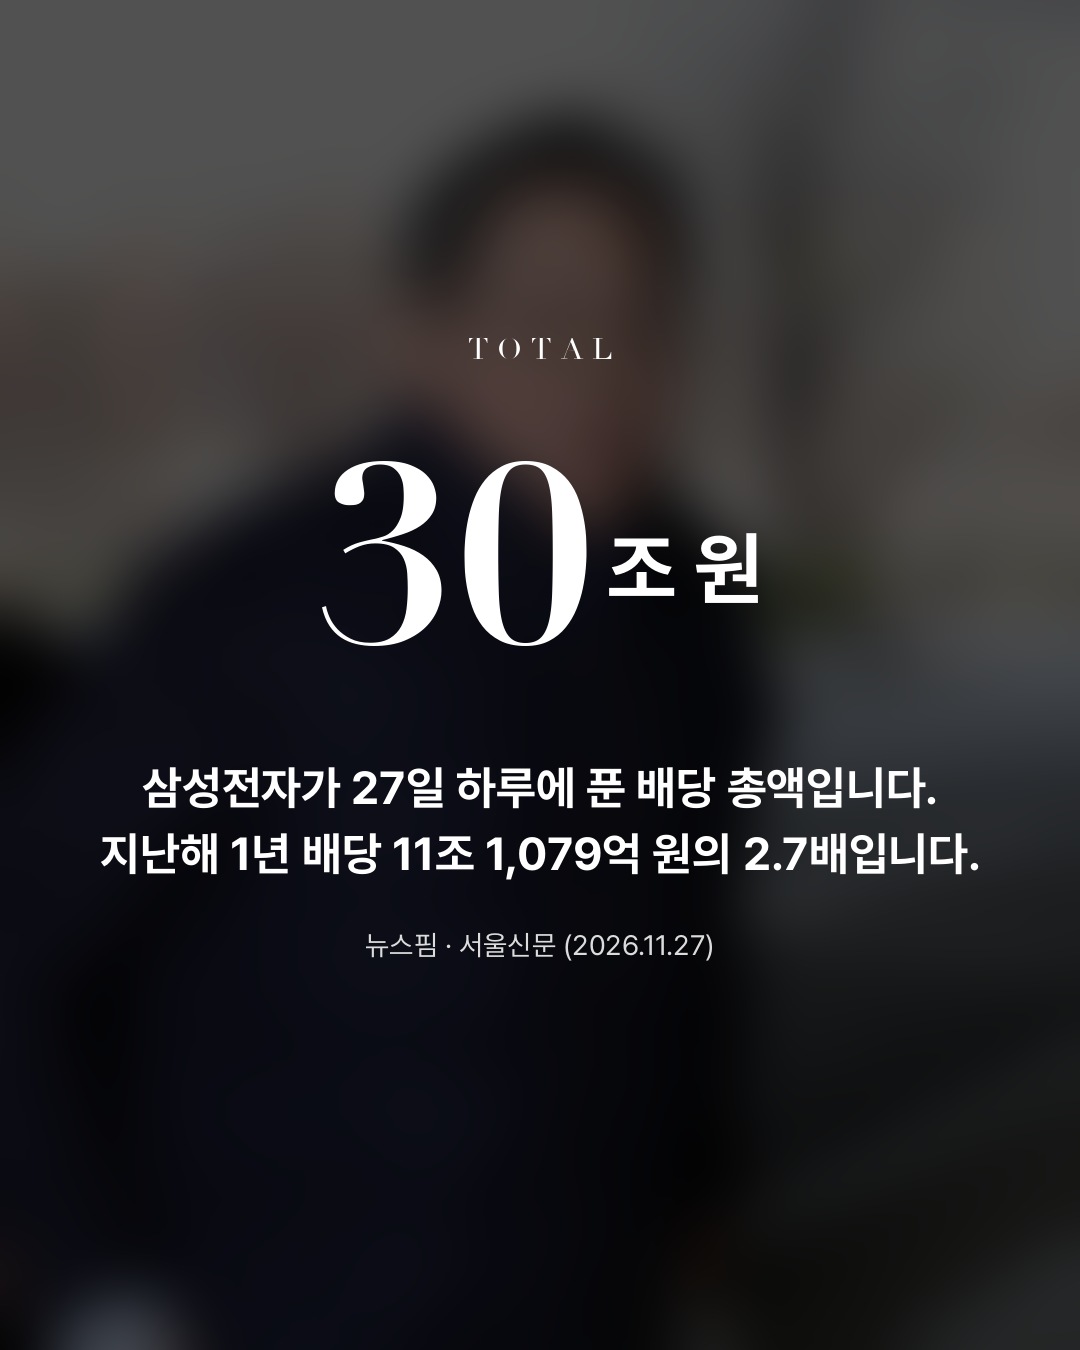 TOTAL
30조 원
삼성전자가 27일 하루에 푼 배당 총액입니다.
지난해 1년 배당 11조 1,079억 원의 2.7배입니다.
뉴스핌 · 서울신문 (2026.11.27)